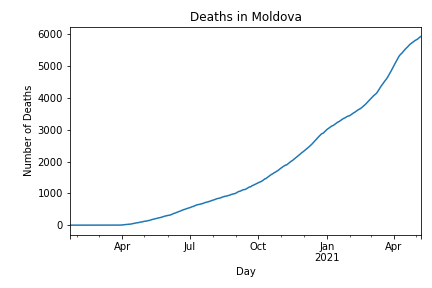 Deaths in Moldova
6000
5000
4000
3000
2000
1000
0
Number of Deaths
Apr
Jul
Oct
Jan
2021
Apr
Day